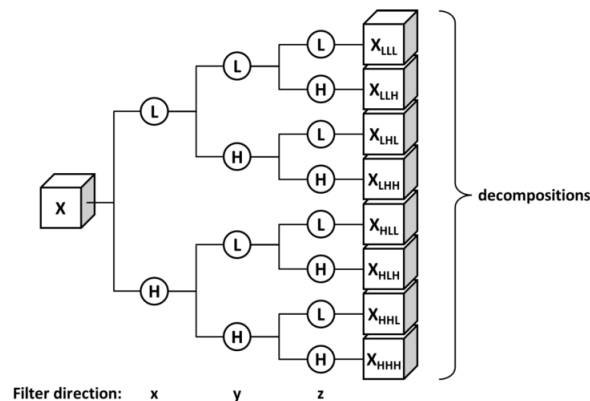 L X_LLL
L
H X_LLH
L
L X_LHL
H
H X_LHH
X decompositions
L X_HLL
L
H X_HLH
H
L X_HHL
H
H X_HHH
Filter direction: x y z